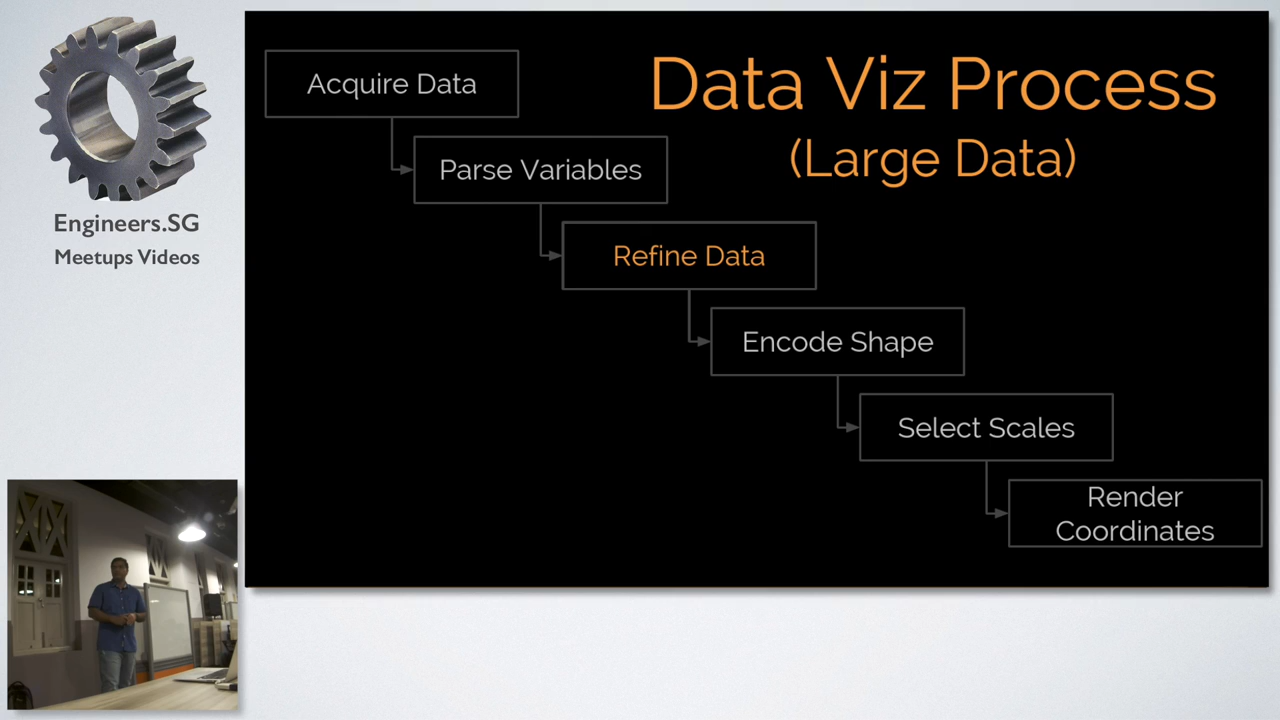 Engineers.SG
Meetups Videos
Data Viz Process
(Large Data)
Acquire Data
Parse Variables
Refine Data
Encode Shape
Select Scales
Render
Coordinates